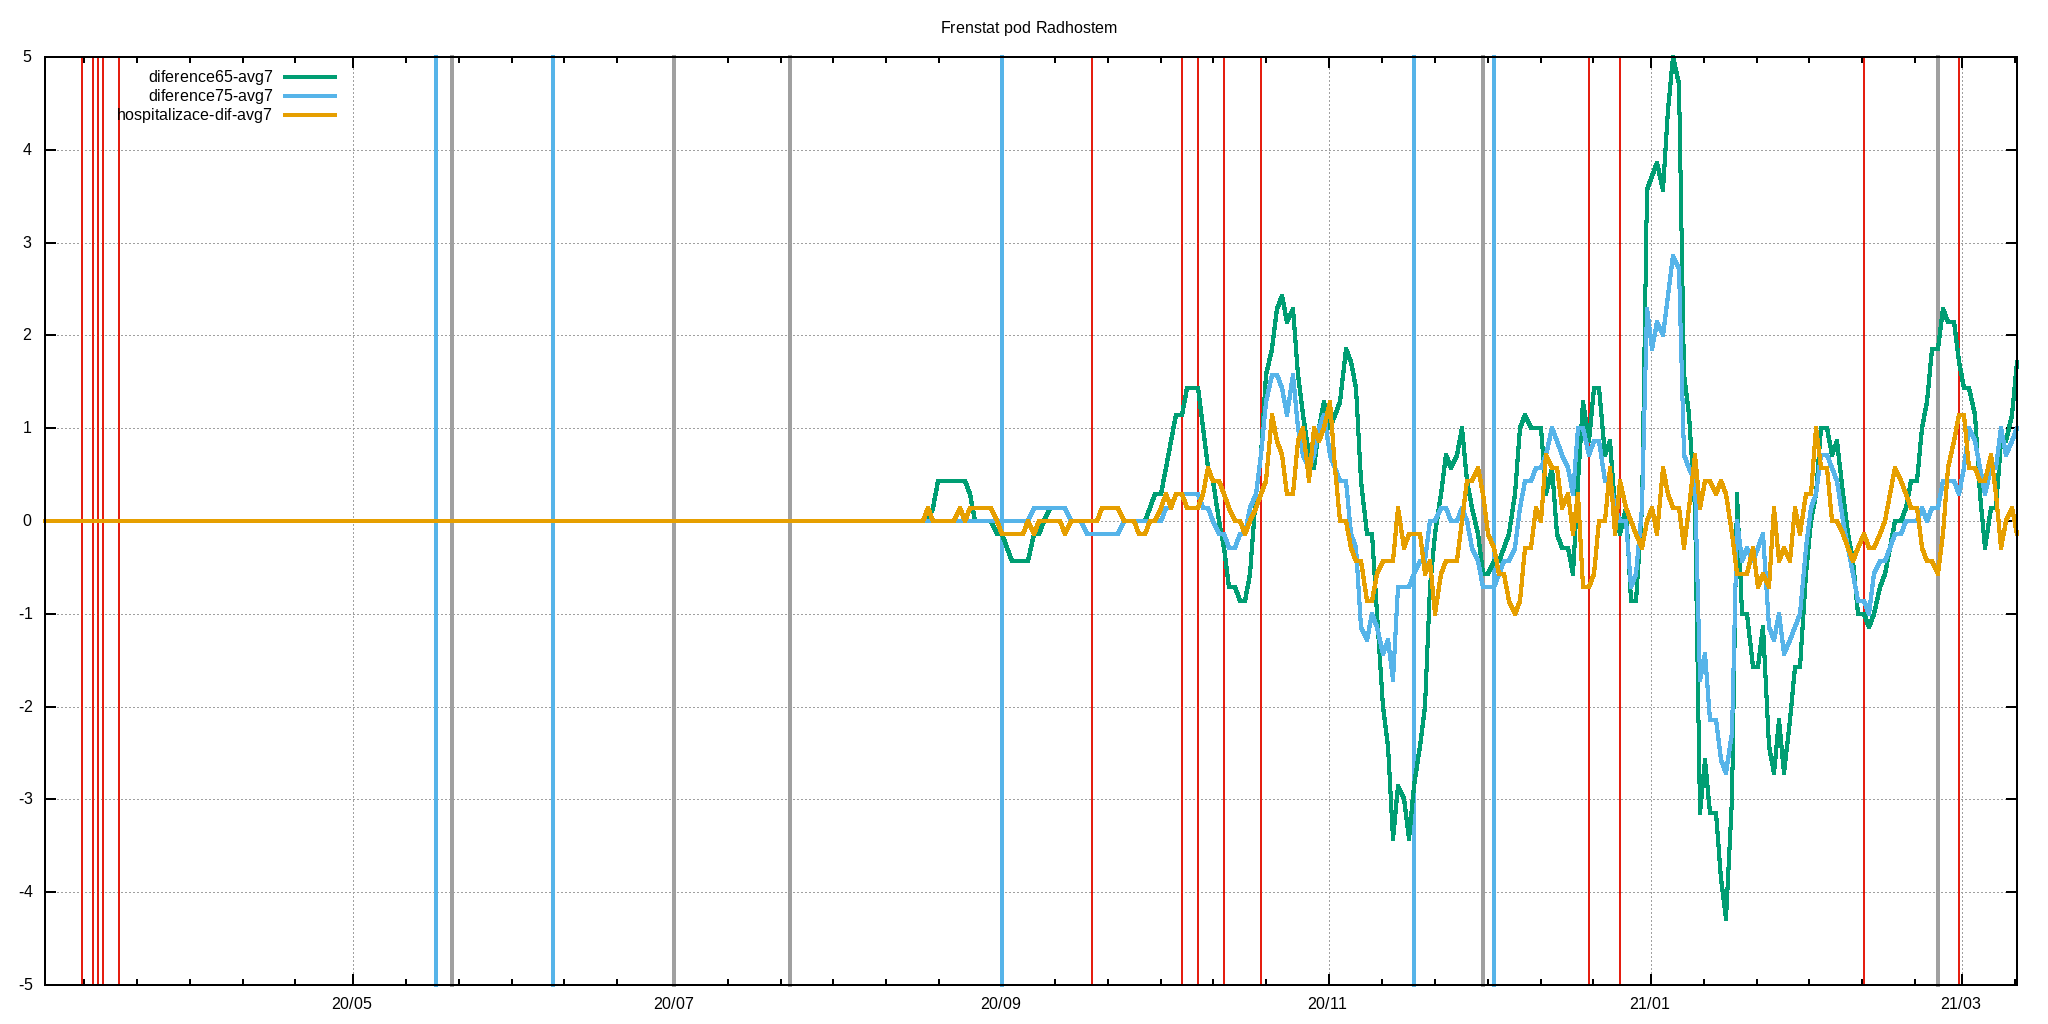 Frenstat pod Radhostem
diference65-avg7
diference75-avg7
hospitalizace-dif-avg7
5
4
3
2
1
0
-1
-2
-3
-4
-5
20/05 20/07 20/09 20/11 21/01 21/03